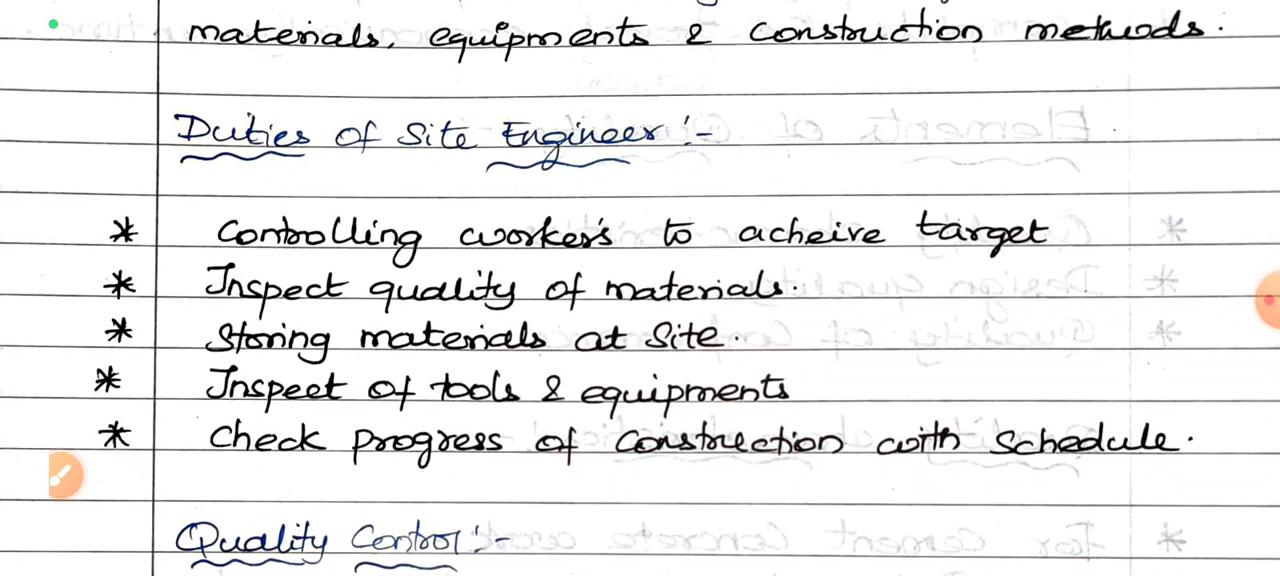 materials, equipments & construction methods.
Duties of Site Engineer :-
* Controlling worker's to acheive target
* Inspect quality of materials.
* Storing materials at Site.
* Inspect of tools & equipments
* Check progress of construction with Schedule.
Quality Control :-